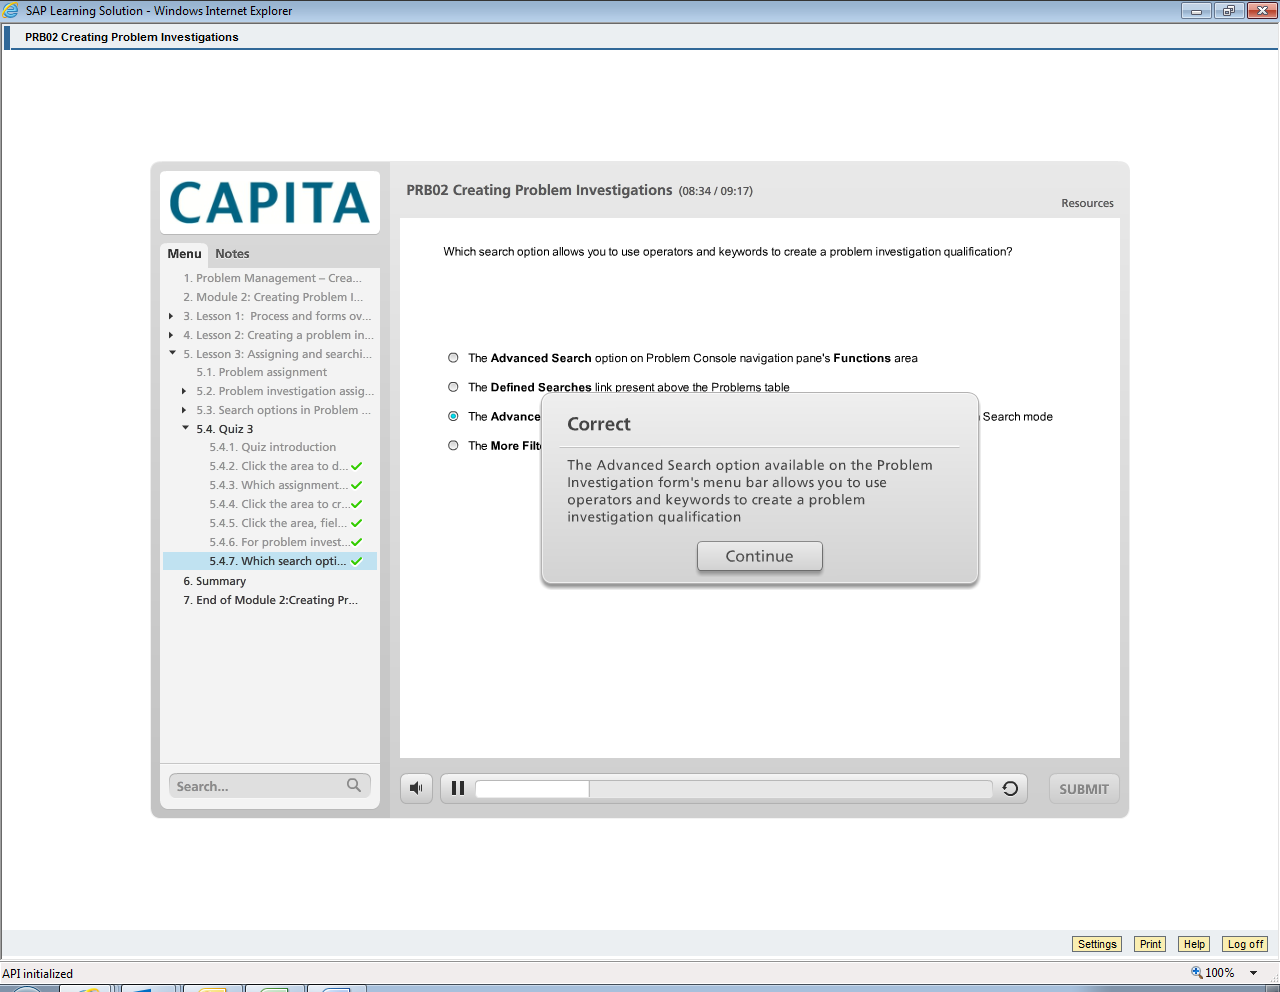 SAP Learning Solution - Windows Internet Explorer
PRB02 Creating Problem Investigations
CAPITA
PRB02 Creating Problem Investigations (08:34 / 09:17)
Resources
Menu
Notes
1. Problem Management – Crea...
2. Module 2: Creating Problem I...
3. Lesson 1: Process and forms ov...
4. Lesson 2: Creating a problem in...
5. Lesson 3: Assigning and searchi...
5.1. Problem assignment
5.2. Problem investigation assig...
5.3. Search options in Problem ...
5.4. Quiz 3
5.4.1. Quiz introduction
5.4.2. Click the area to d...
5.4.3. Which assignment...
5.4.4. Click the area to cr...
5.4.5. Click the area, fiel...
5.4.6. For problem invest...
5.4.7. Which search opti...
6. Summary
7. End of Module 2:Creating Pr...
Search...
Which search option allows you to use operators and keywords to create a problem investigation qualification?
The Advanced Search option on Problem Console navigation pane's Functions area
The Defined Searches link present above the Problems table
The Advance
Search mode
The More Filt
Correct
The Advanced Search option available on the Problem
Investigation form's menu bar allows you to use
operators and keywords to create a problem
investigation qualification
Continue
SUBMIT
Settings
Print
Help
Log off
API initialized
100%